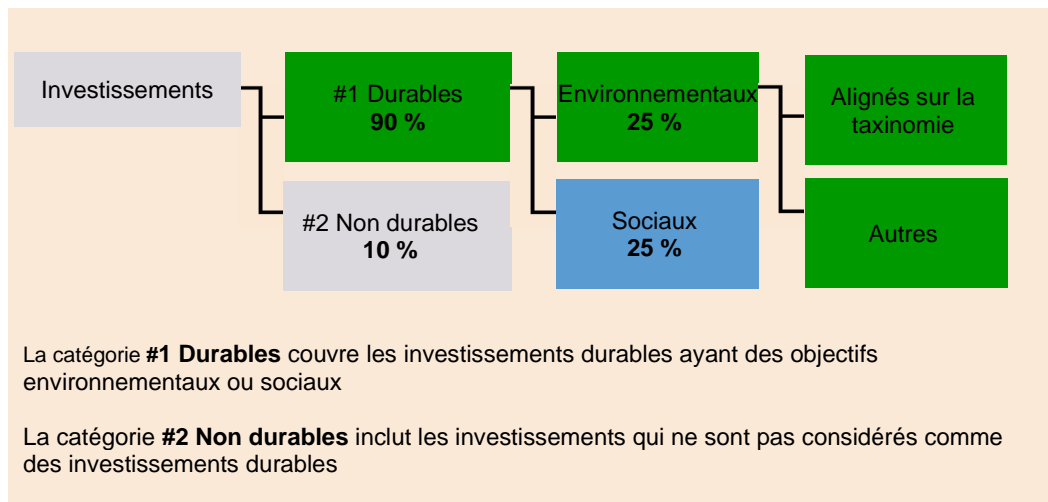 Investissements
#1 Durables
90 %
Environnementaux
25 %
Alignés sur la
taxinomie
#2 Non durables
10 %
Sociaux
25 %
Autres
La catégorie #1 Durables couvre les investissements durables ayant des objectifs
environnementaux ou sociaux
La catégorie #2 Non durables inclut les investissements qui ne sont pas considérés comme
des investissements durables